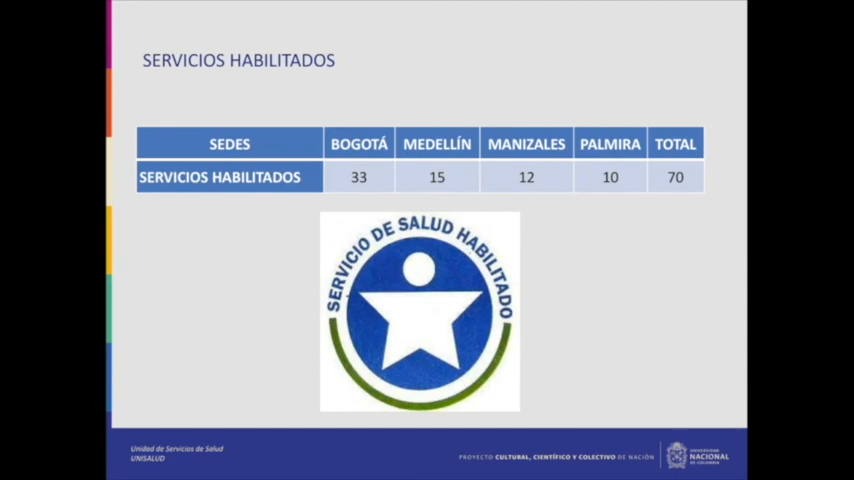 SERVICIOS HABILITADOS
SEDES BOGOTÁ MEDELLÍN MANIZALES PALMIRA TOTAL
SERVICIOS HABILITADOS 33 15 12 10 70
SERVICIO DE SALUD HABILITADO
Unidad de Servicios de Salud
UNISALUD
PROYECTO CULTURAL, CIENTÍFICO Y COLECTIVO DE NACIÓN
UNIVERSIDAD
NACIONAL
DE COLOMBIA